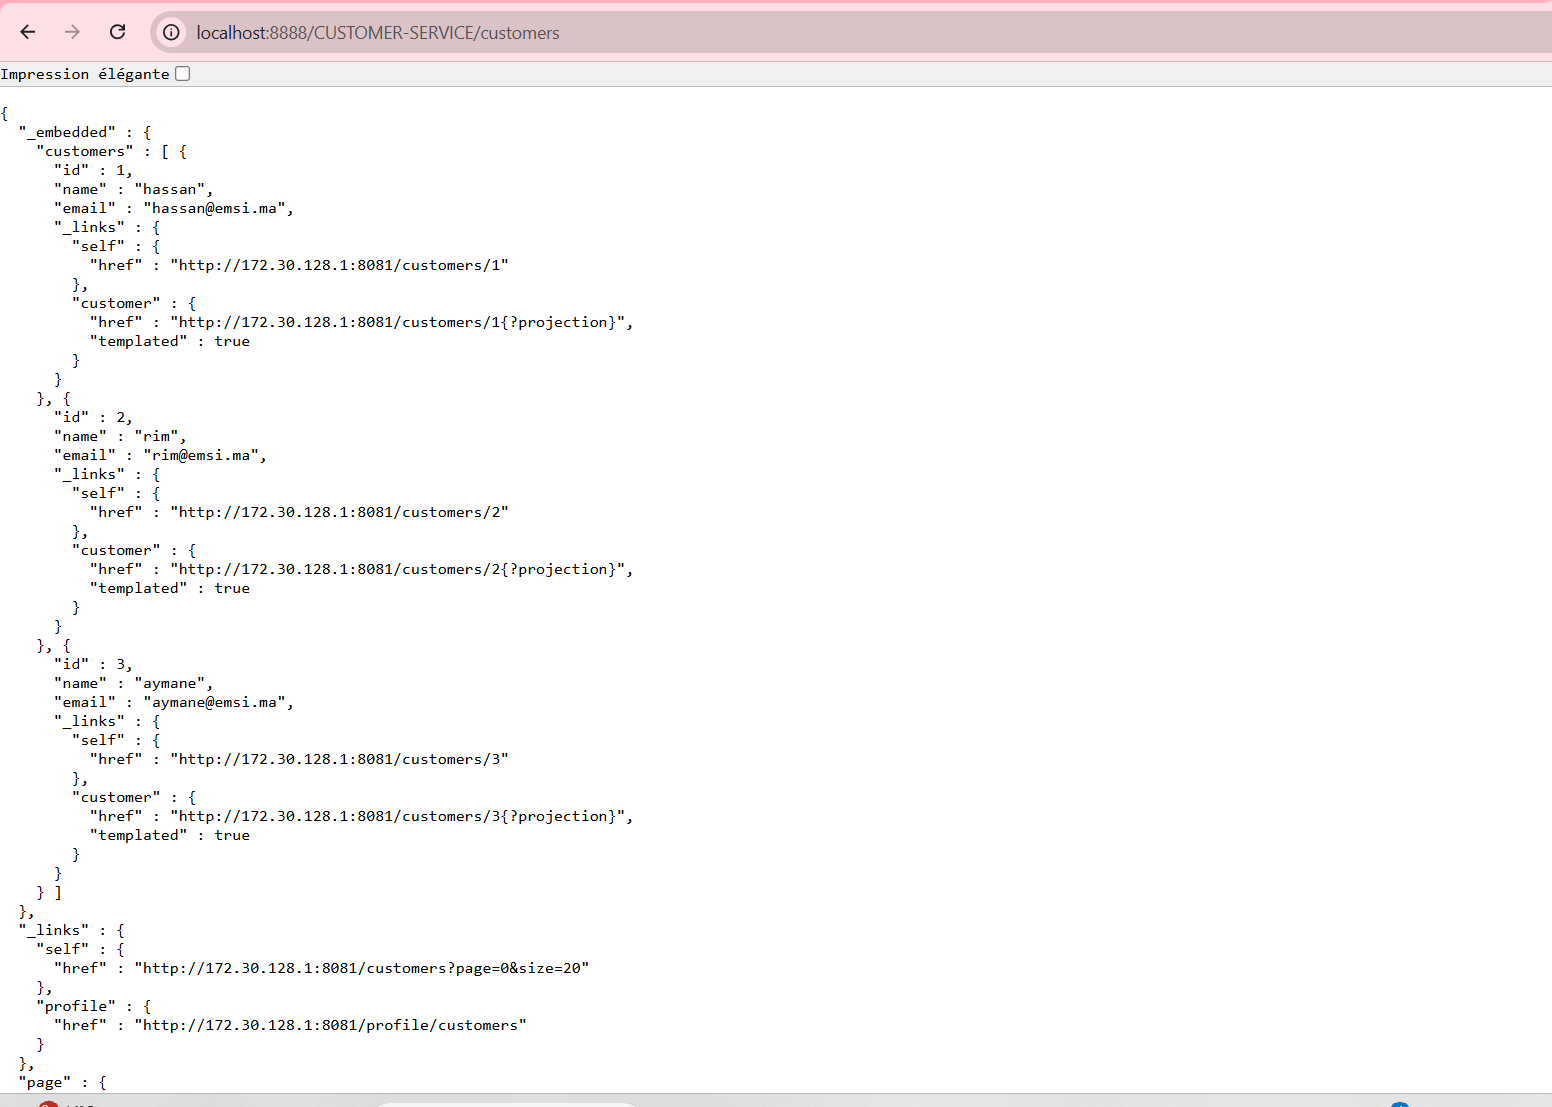 localhost:8888/CUSTOMER-SERVICE/customers
Impression élégante
{
  "_embedded" : {
    "customers" : [ {
      "id" : 1,
      "name" : "hassan",
      "email" : "hassan@emsi.ma",
      "_links" : {
        "self" : {
          "href" : "http://172.30.128.1:8081/customers/1"
        },
        "customer" : {
          "href" : "http://172.30.128.1:8081/customers/1{?projection}",
          "templated" : true
        }
      }
    }, {
      "id" : 2,
      "name" : "rim",
      "email" : "rim@emsi.ma",
      "_links" : {
        "self" : {
          "href" : "http://172.30.128.1:8081/customers/2"
        },
        "customer" : {
          "href" : "http://172.30.128.1:8081/customers/2{?projection}",
          "templated" : true
        }
      }
    }, {
      "id" : 3,
      "name" : "aymane",
      "email" : "aymane@emsi.ma",
      "_links" : {
        "self" : {
          "href" : "http://172.30.128.1:8081/customers/3"
        },
        "customer" : {
          "href" : "http://172.30.128.1:8081/customers/3{?projection}",
          "templated" : true
        }
      }
    } ]
  },
  "_links" : {
    "self" : {
      "href" : "http://172.30.128.1:8081/customers?page=0&size=20"
    },
    "profile" : {
      "href" : "http://172.30.128.1:8081/profile/customers"
    }
  },
  "page" : {